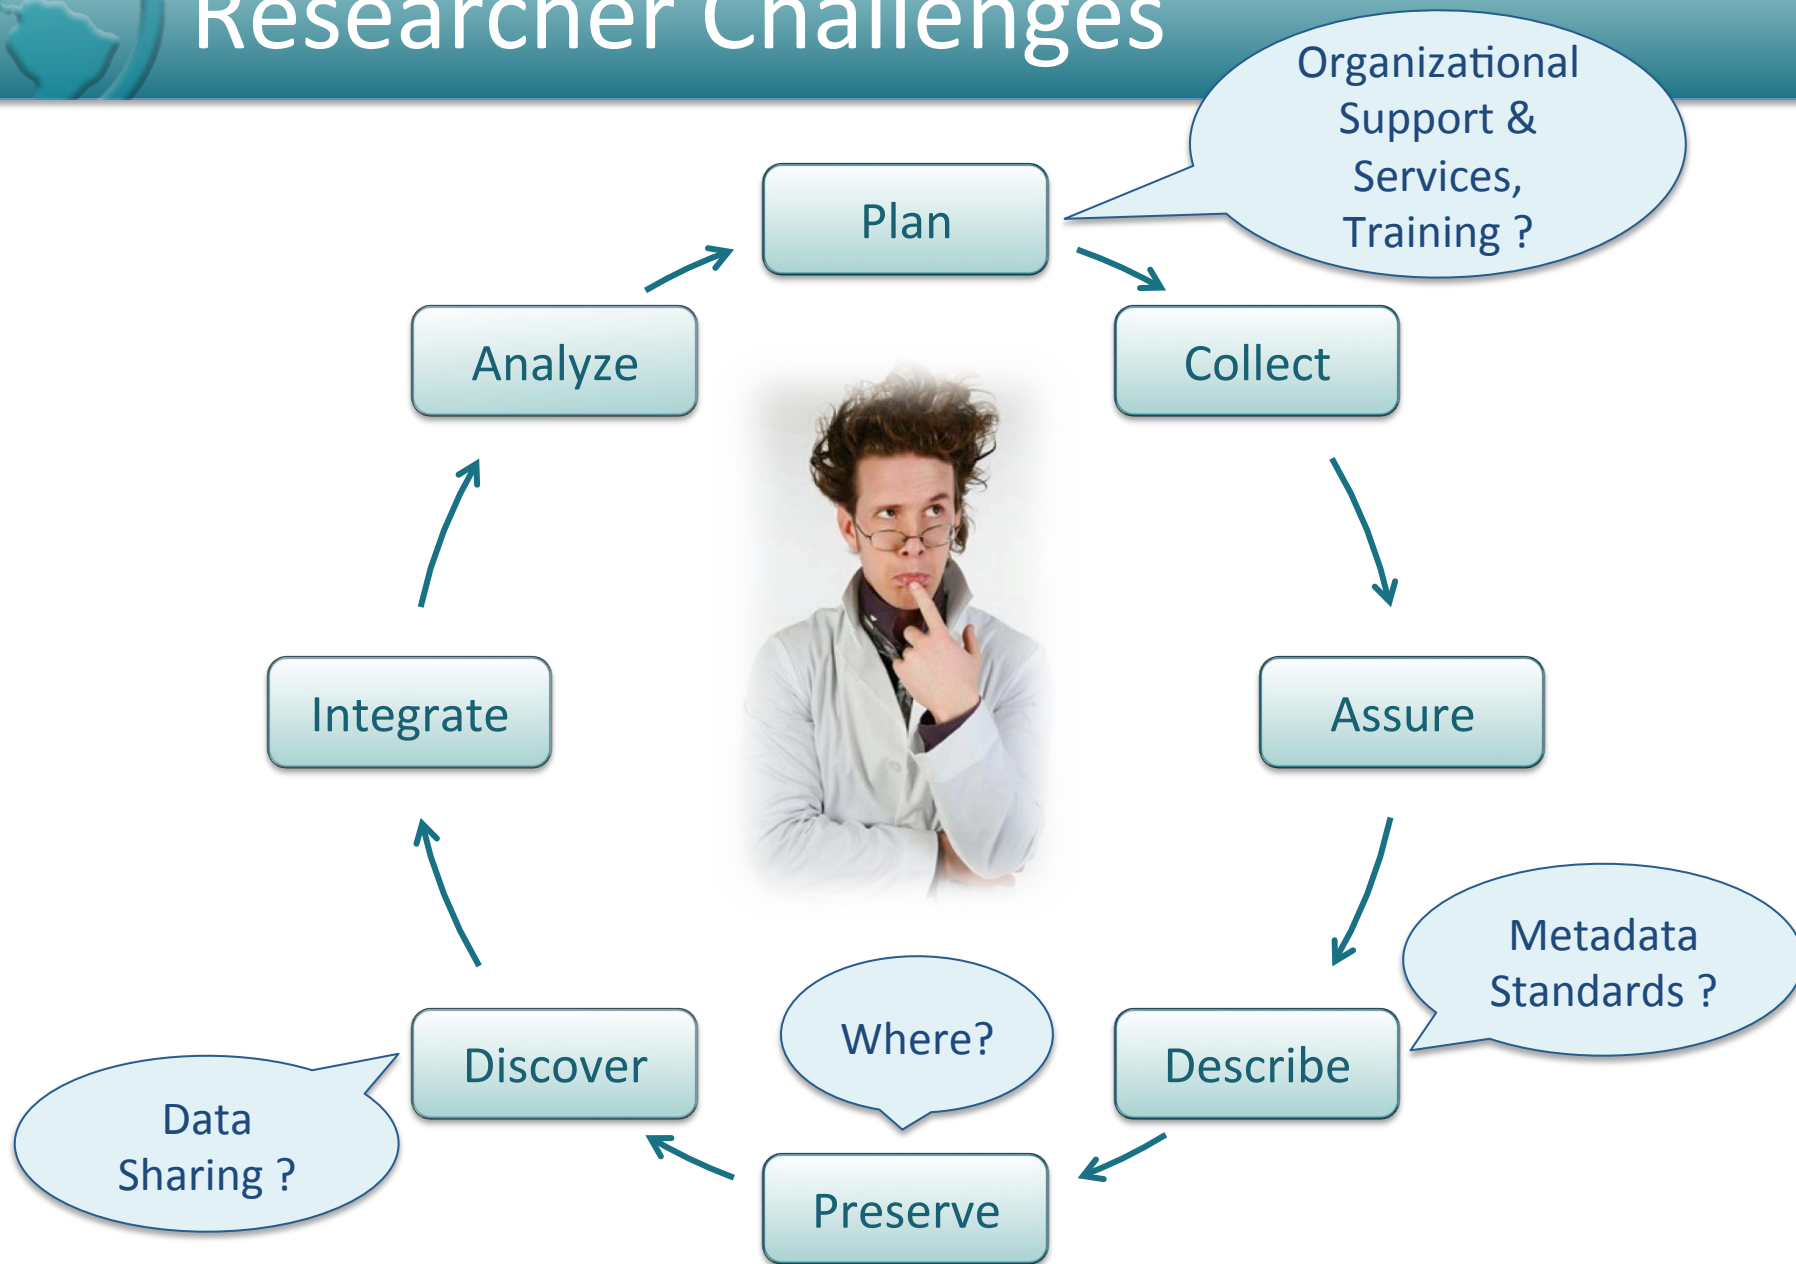 Researcher Challenges
Organizational
Support &
Services,
Training ?
Plan
Analyze
Collect
Integrate
Assure
Metadata
Standards ?
Where?
Discover
Describe
Data
Sharing ?
Preserve